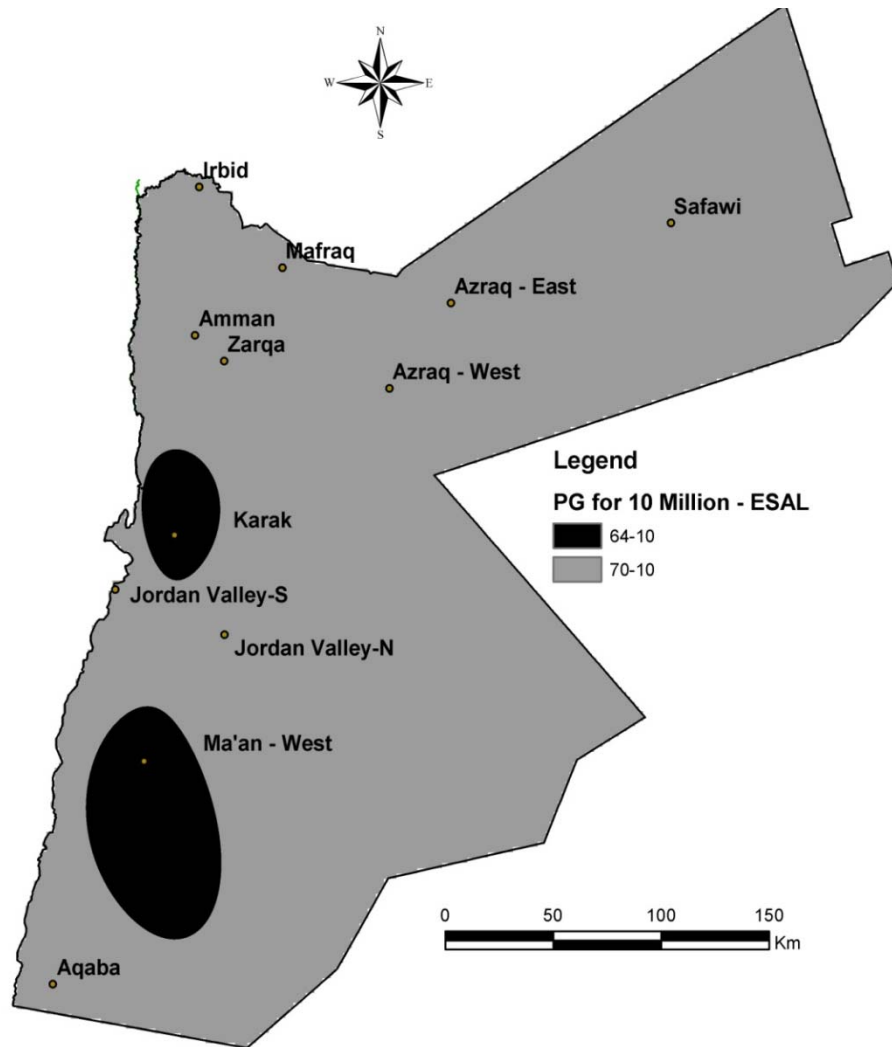 N
W E
S
Irbid
Safawi
Mafraq
Azraq - East
Amman
Zarqa
Azraq - West
Legend
PG for 10 Million - ESAL
64-10
70-10
Karak
Jordan Valley-S
Jordan Valley-N
Ma'an - West
0 50 100 150
Km
Aqaba